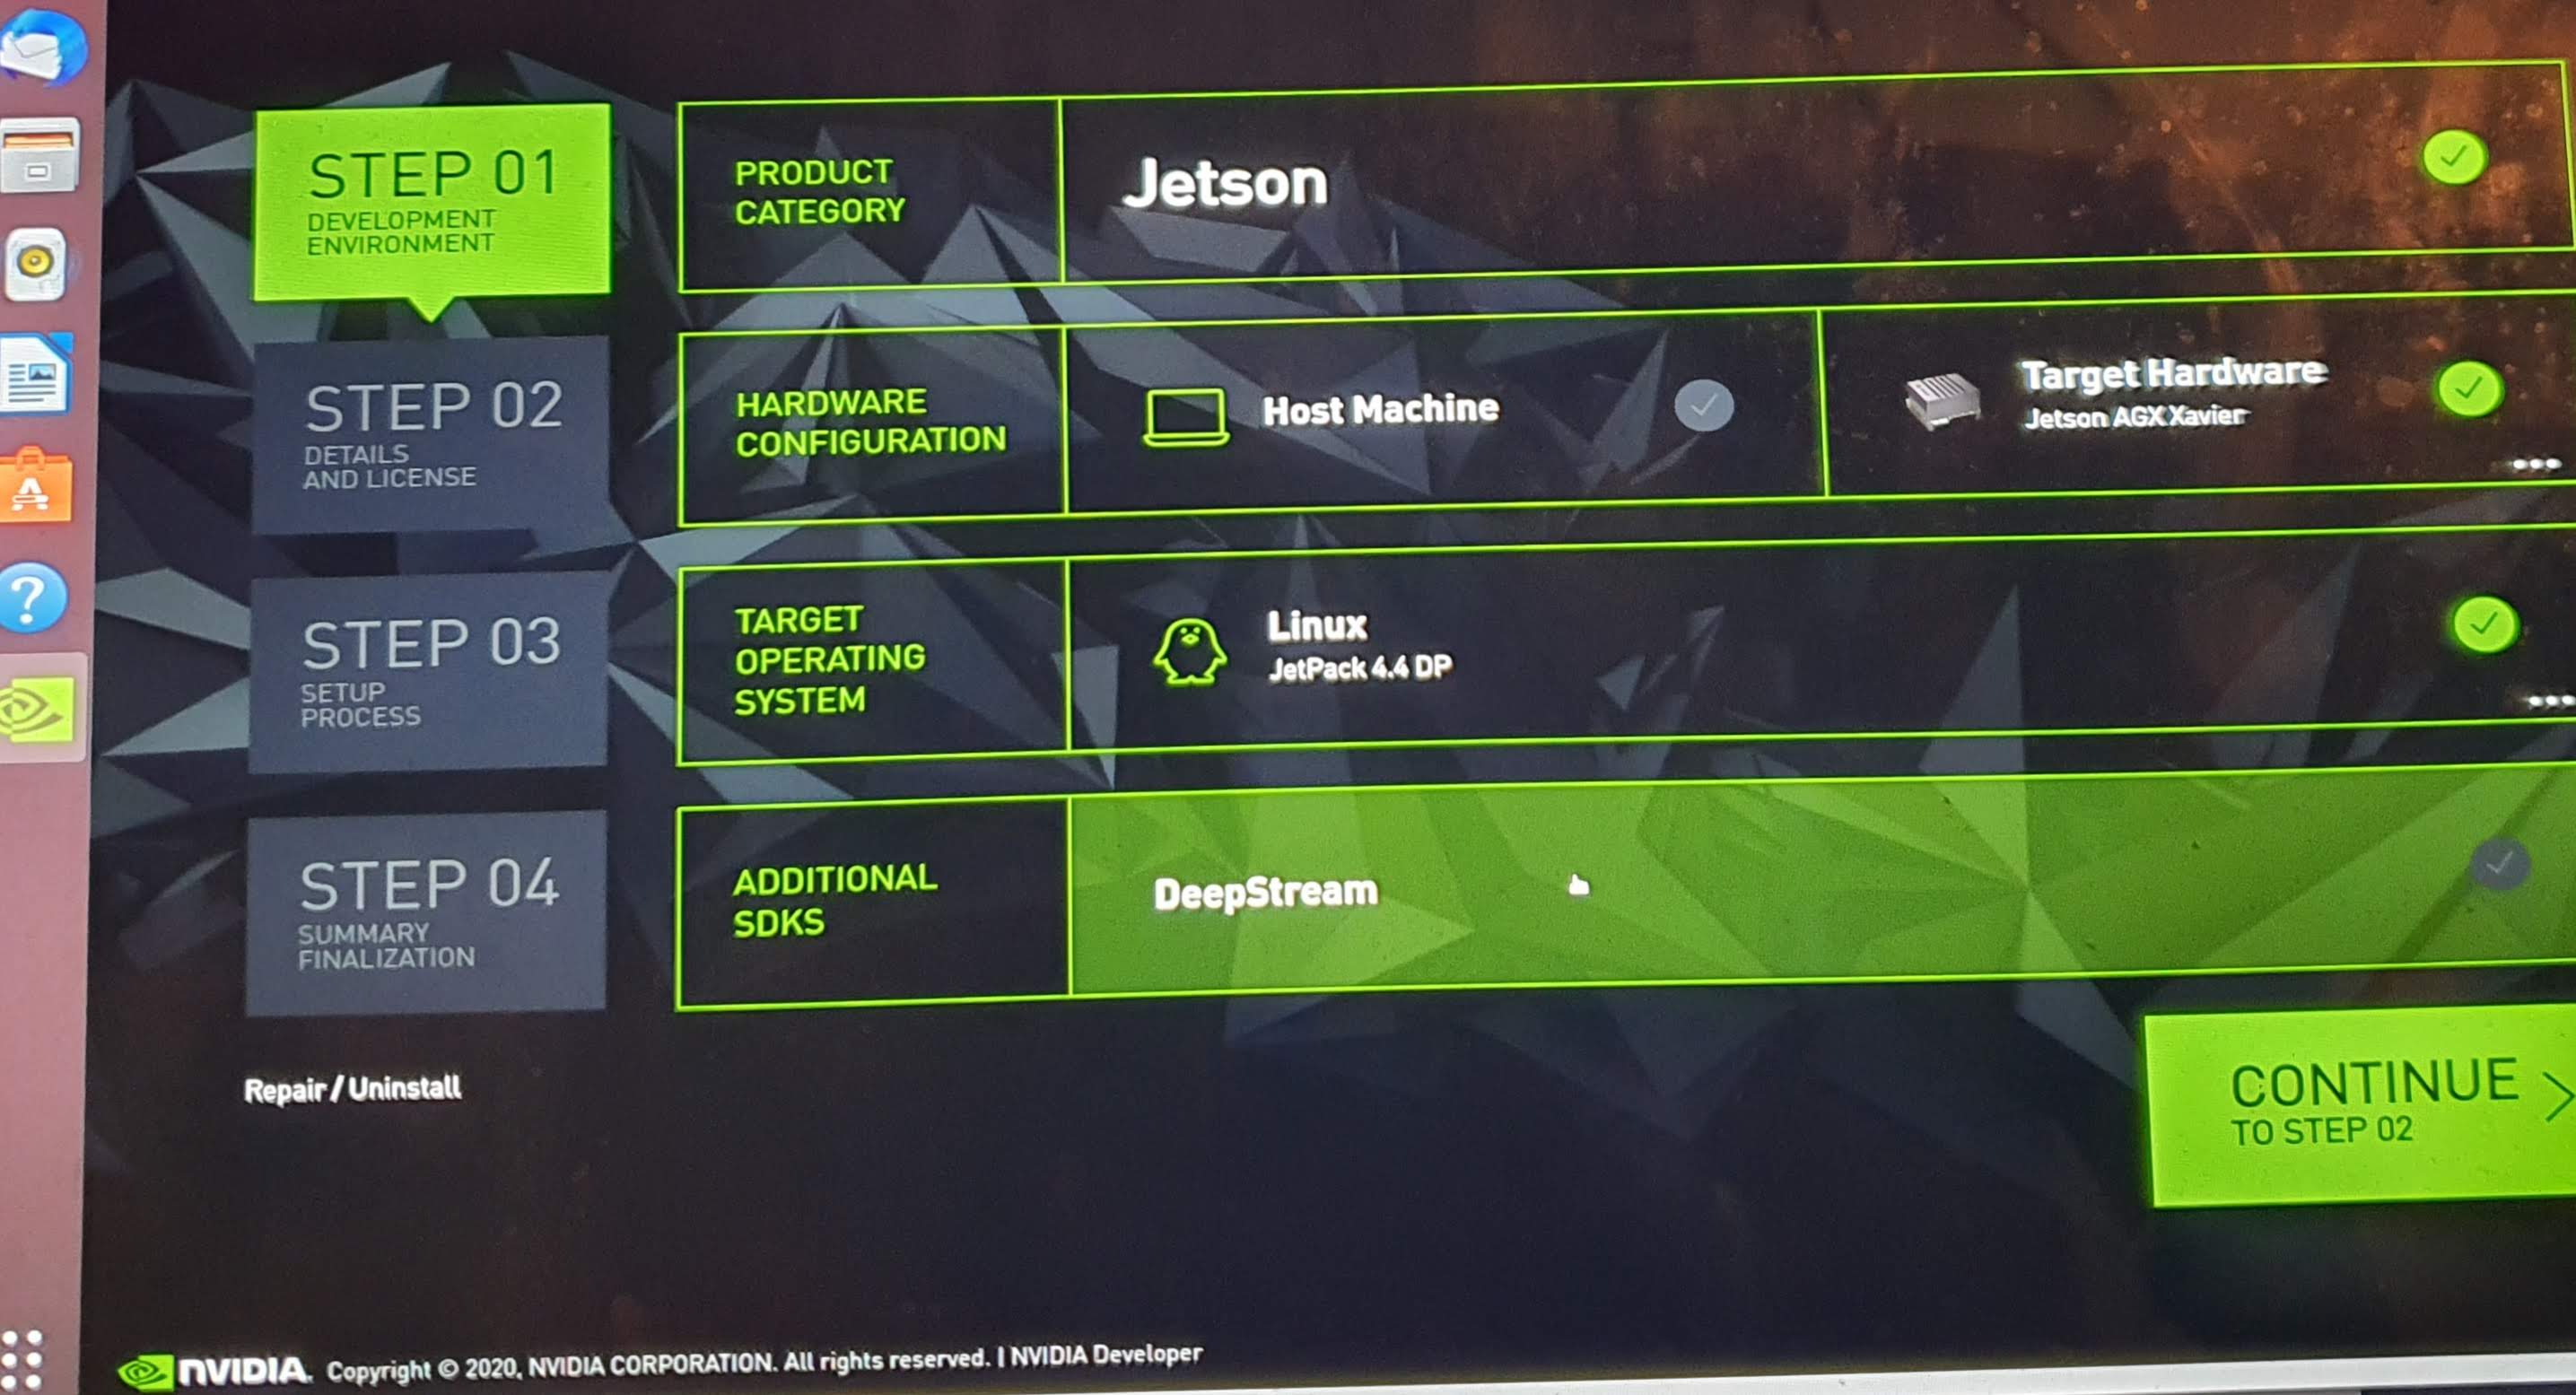 STEP 01
DEVELOPMENT
ENVIRONMENT
PRODUCT
CATEGORY
Jetson
STEP 02
DETAILS
AND LICENSE
HARDWARE
CONFIGURATION
Host Machine
Target Hardware
Jetson AGX Xavier
STEP 03
SETUP
PROCESS
TARGET
OPERATING
SYSTEM
Linux
JetPack 4.4 DP
STEP 04
SUMMARY
FINALIZATION
ADDITIONAL
SDKS
DeepStream
Repair / Uninstall
CONTINUE
TO STEP 02
NVIDIA. Copyright © 2020, NVIDIA CORPORATION. All rights reserved. | NVIDIA Developer